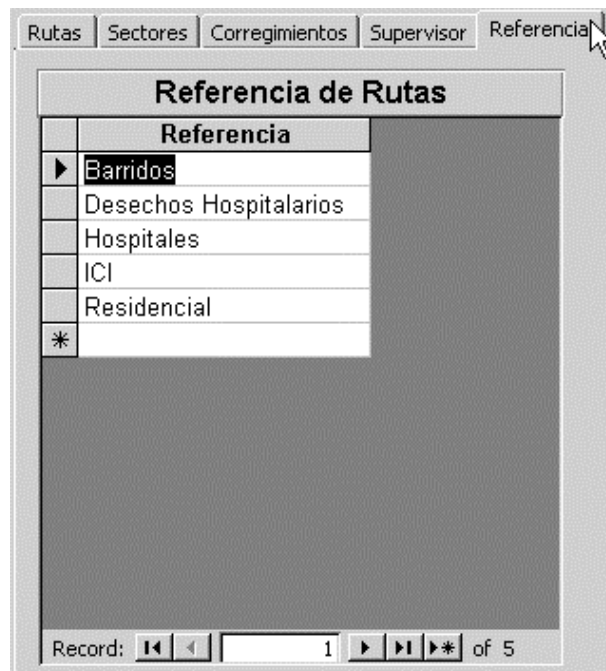 Rutas Sectores Corregimientos Supervisor Referencia
Referencia de Rutas
Referencia
Barridos
Desechos Hospitalarios
Hospitales
ICI
Residencial
Record: 1 of 5